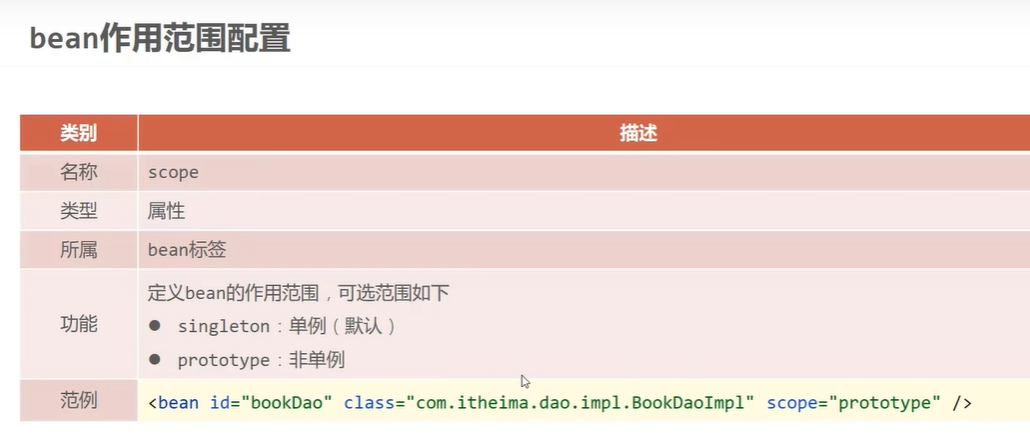 bean作用范围配置
类别 描述
名称 scope
类型 属性
所属 bean标签
功能 定义bean的作用范围，可选范围如下
● singleton：单例（默认）
● prototype：非单例
范例 <bean id="bookDao" class="com.itheima.dao.impl.BookDaoImpl" scope="prototype" />